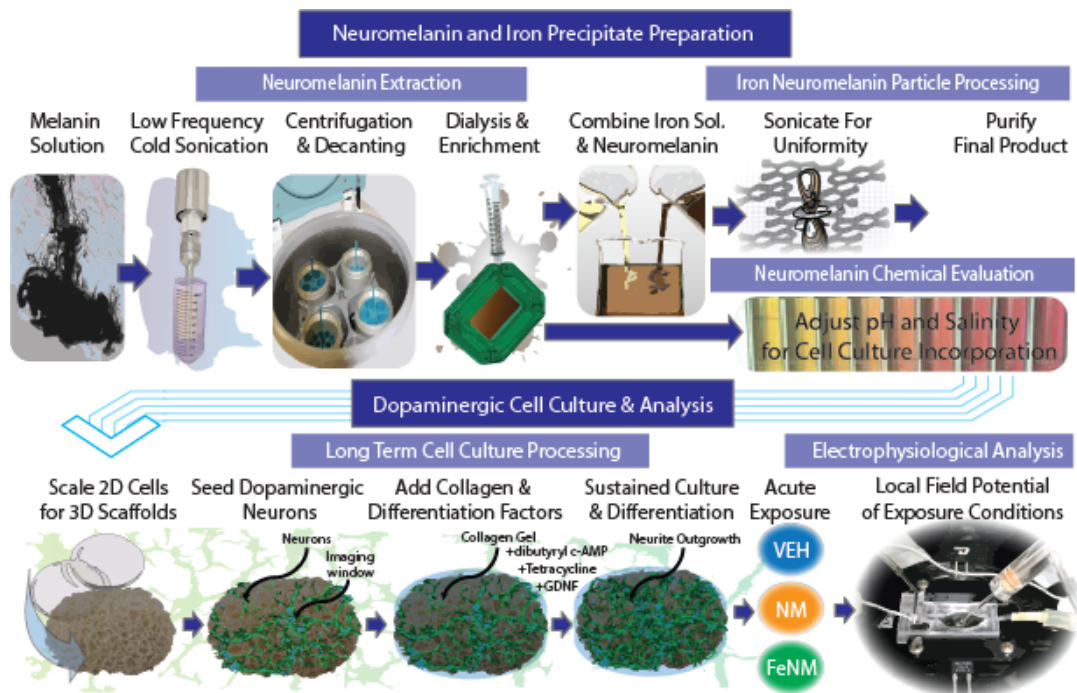 Neuromelanin and Iron Precipitate Preparation
Neuromelanin Extraction
Iron Neuromelanin Particle Processing
Melanin
Solution
Low Frequency
Cold Sonication
Centrifugation
& Decanting
Dialysis &
Enrichment
Combine Iron Sol.
& Neuromelanin
Sonicate For
Uniformity
Purify
Final Product
Neuromelanin Chemical Evaluation
Adjust pH and Salinity
for Cell Culture Incorporation
Dopaminergic Cell Culture & Analysis
Long Term Cell Culture Processing
Electrophysiological Analysis
Scale 2D Cells
for 3D Scaffolds
Seed Dopaminergic
Neurons
Add Collagen &
Differentiation Factors
Sustained Culture
& Differentiation
Acute
Exposure
Local Field Potential
of Exposure Conditions
Neurons
Imaging
window
Collagen Gel
+dibutyryl c-AMP
+Tetracycline
+GDNF
Neurite Outgrowth
VEH
NM
FeNM